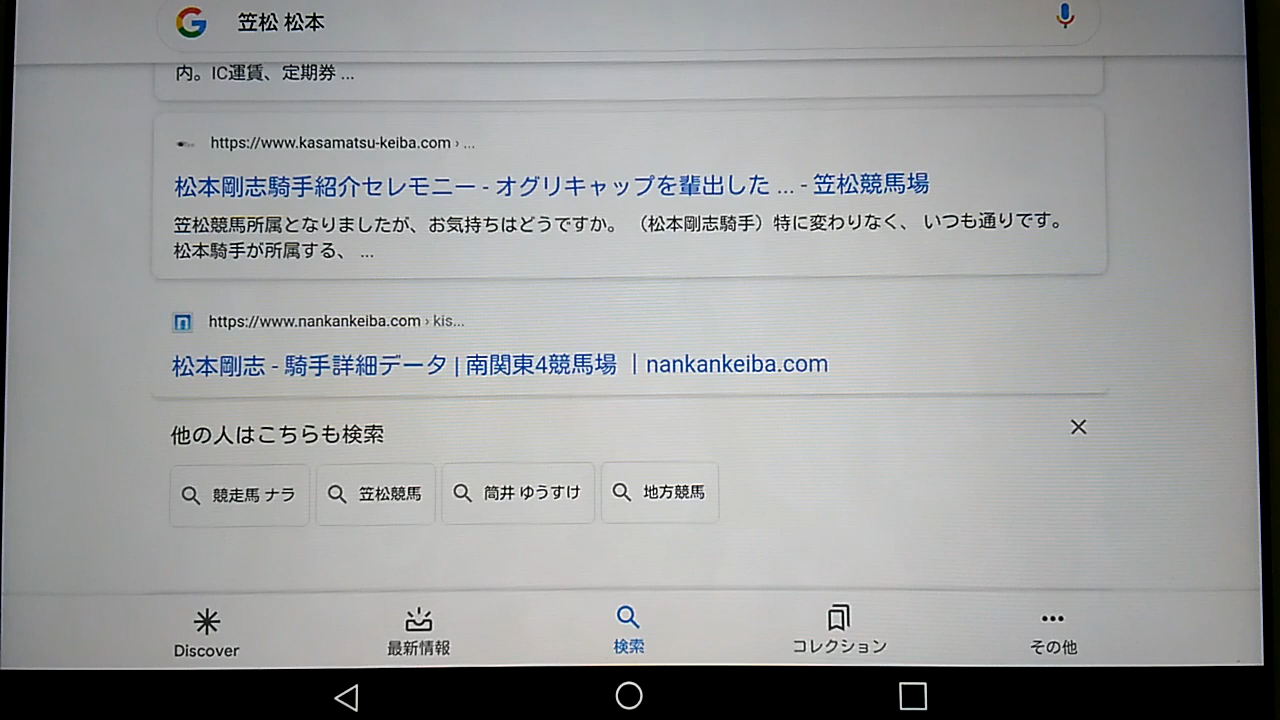 笠松 松本
内。IC運賃、定期券 ...
https://www.kasamatsu-keiba.com › ...
松本剛志騎手紹介セレモニー - オグリキャップを輩出した ... - 笠松競馬場
笠松競馬所属となりましたが、お気持ちはどうですか。 （松本剛志騎手）特に変わりなく、 いつも通りです。
松本騎手が所属する、 ...
https://www.nankankeiba.com › kis...
松本剛志 - 騎手詳細データ | 南関東4競馬場 ｜nankankeiba.com
他の人はこちらも検索
競走馬 ナラ 笠松競馬 筒井 ゆうすけ 地方競馬
Discover 最新情報 検索 コレクション その他